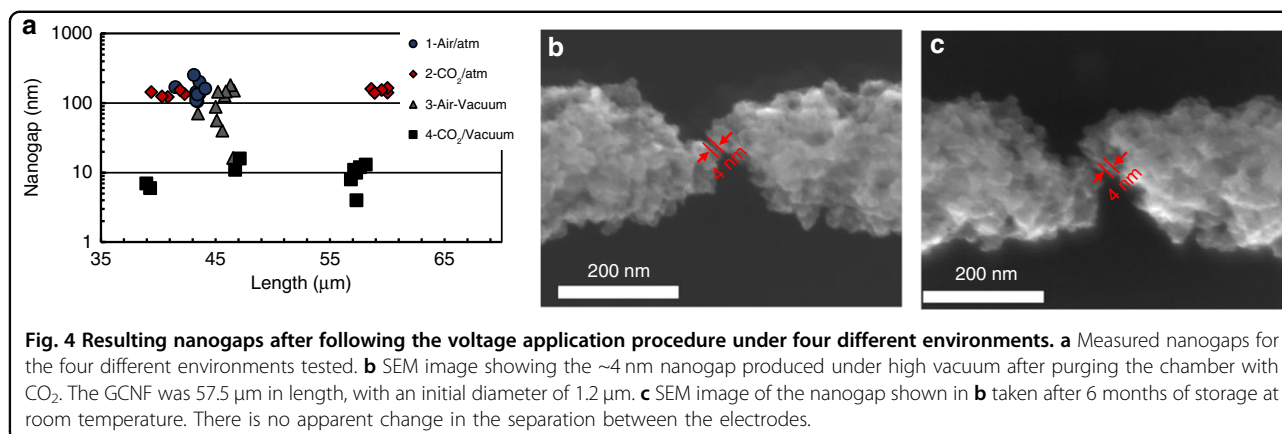 a
1000
100
10
1
Nanogap (nm)
35
45
55
65
Length (μm)
1-Air/atm
2-CO₂/atm
3-Air-Vacuum
4-CO₂/Vacuum
b
4 nm
200 nm
c
4 nm
200 nm
Fig. 4 Resulting nanogaps after following the voltage application procedure under four different environments. a Measured nanogaps for
the four different environments tested. b SEM image showing the ~4 nm nanogap produced under high vacuum after purging the chamber with
CO₂. The GCNF was 57.5 μm in length, with an initial diameter of 1.2 μm. c SEM image of the nanogap shown in b taken after 6 months of storage at
room temperature. There is no apparent change in the separation between the electrodes.